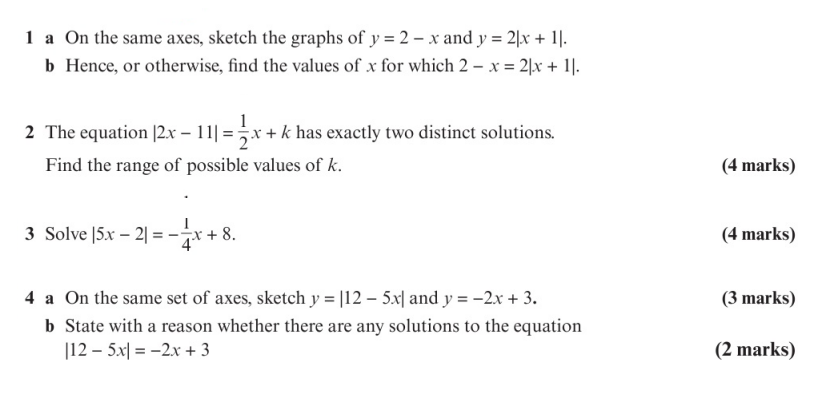 1 a On the same axes, sketch the graphs of y = 2 – x and y = 2|x + 1|.
b Hence, or otherwise, find the values of x for which 2 – x = 2|x + 1|.
2 The equation |2x – 11| = 1/2 x + k has exactly two distinct solutions.
Find the range of possible values of k. (4 marks)
3 Solve |5x – 2| = –1/4 x + 8. (4 marks)
4 a On the same set of axes, sketch y = |12 – 5x| and y = –2x + 3. (3 marks)
b State with a reason whether there are any solutions to the equation
|12 – 5x| = –2x + 3 (2 marks)